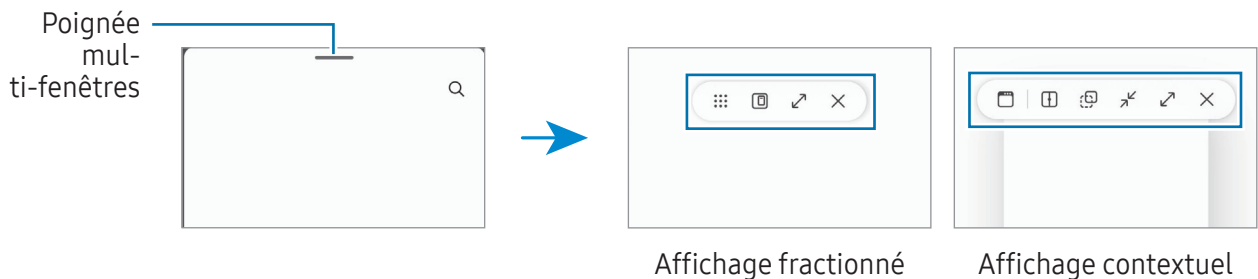 Poignée
mul-
ti-fenêtres
Affichage fractionné
Affichage contextuel